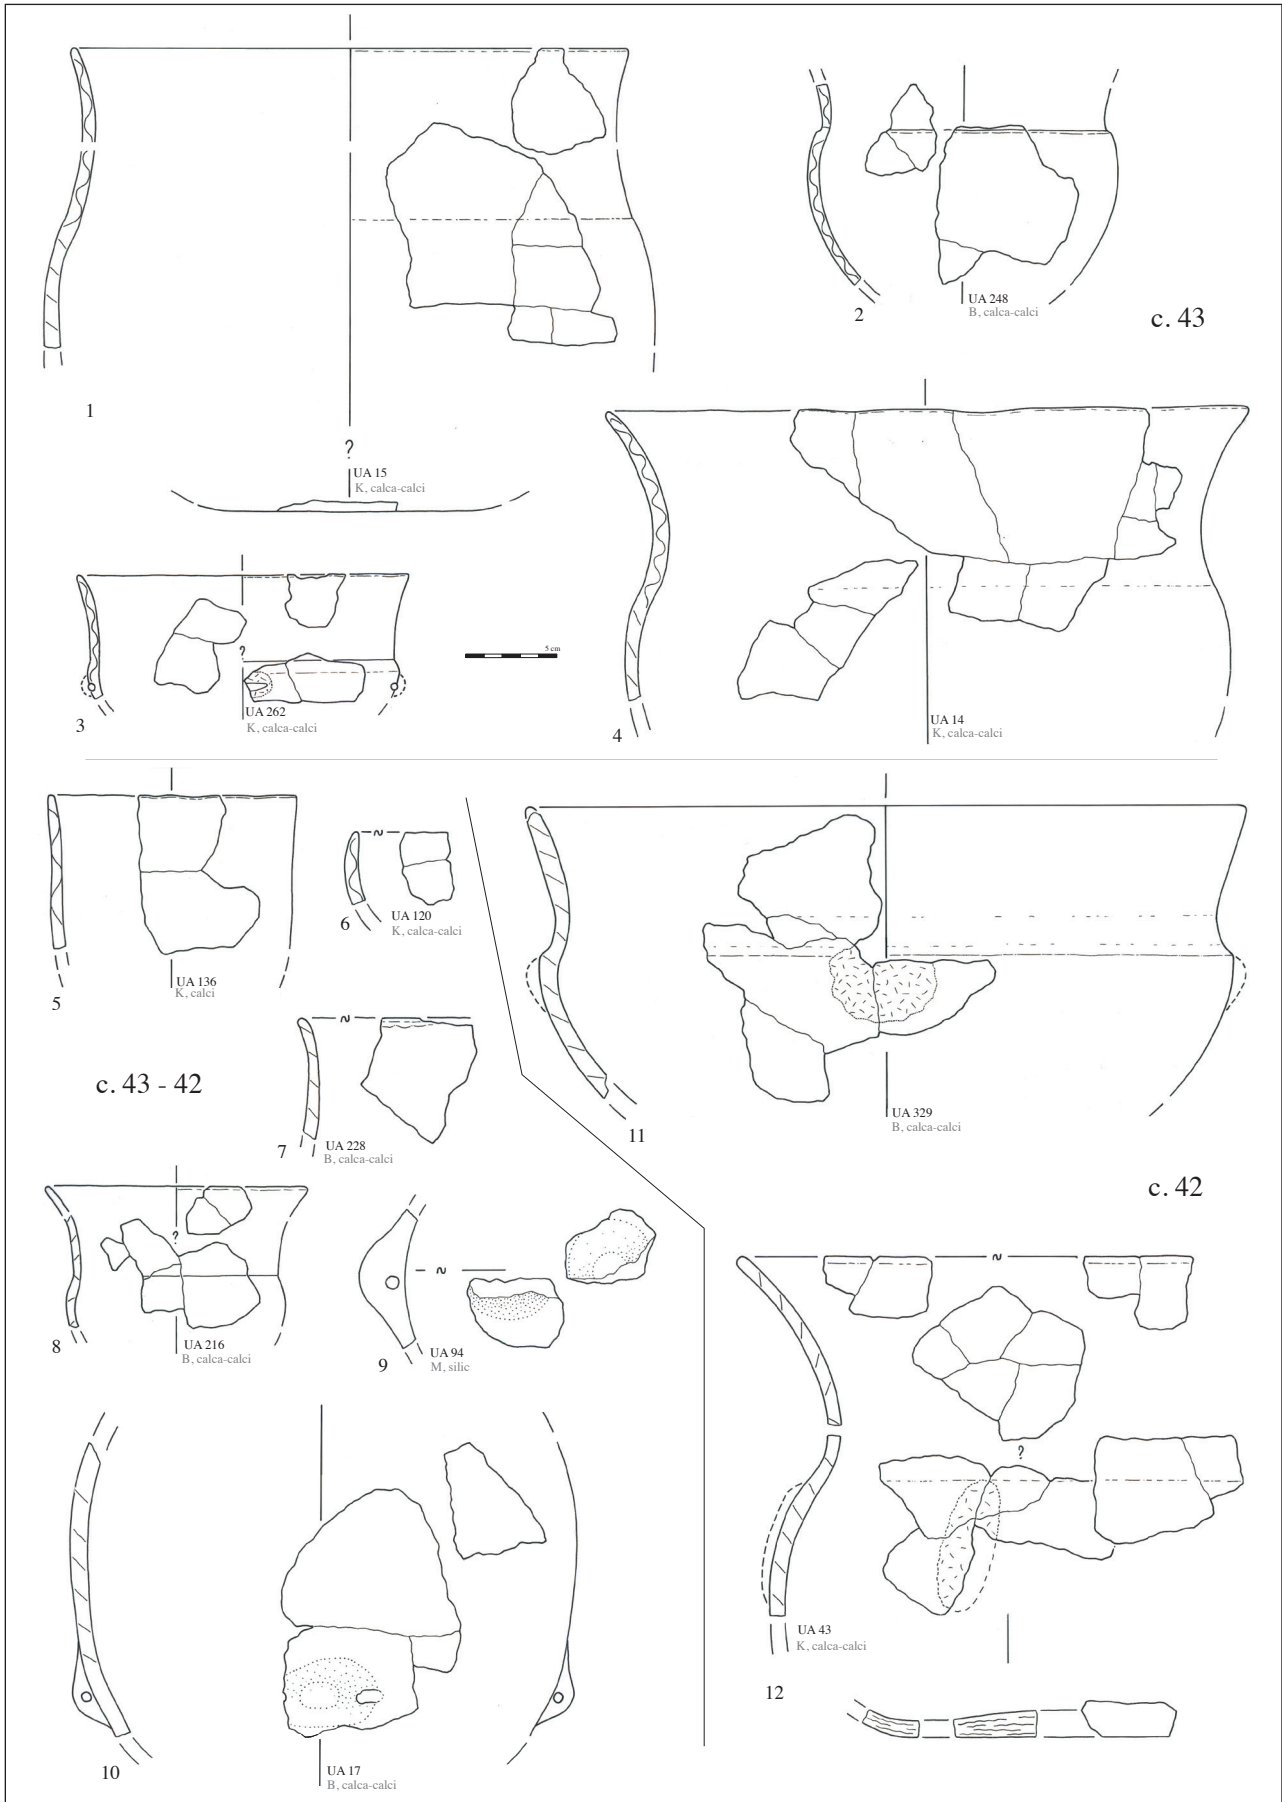 1
?
UA 15
K, calca-calci
2
UA 248
B, calca-calci
c. 43
3
?
UA 262
K, calca-calci
5 cm
4
UA 14
K, calca-calci
5
UA 136
K, calci
6
UA 120
K, calca-calci
c. 43 - 42
7
UA 228
B, calca-calci
8
?
UA 216
B, calca-calci
9
UA 94
M, silic
10
UA 17
B, calca-calci
11
UA 329
B, calca-calci
c. 42
?
UA 43
K, calca-calci
12